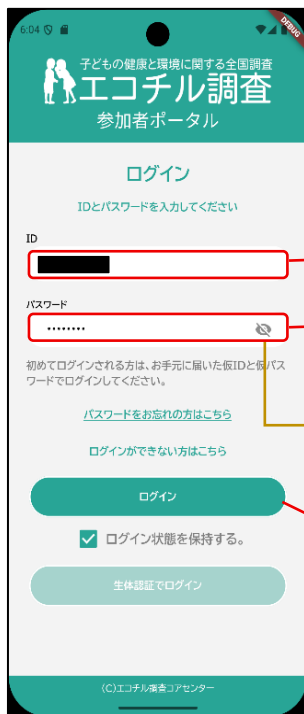 6:04
DEBUG
子どもの健康と環境に関する全国調査
エコチル調査
参加者ポータル
ログイン
IDとパスワードを入力してください
ID
パスワード
••••••••
初めてログインされる方は、お手元に届いた仮IDと仮パス
ワードでログインしてください。
パスワードをお忘れの方はこちら
ログインができない方はこちら
ログイン
ログイン状態を保持する。
生体認証でログイン
(C)エコチル調査コアセンター